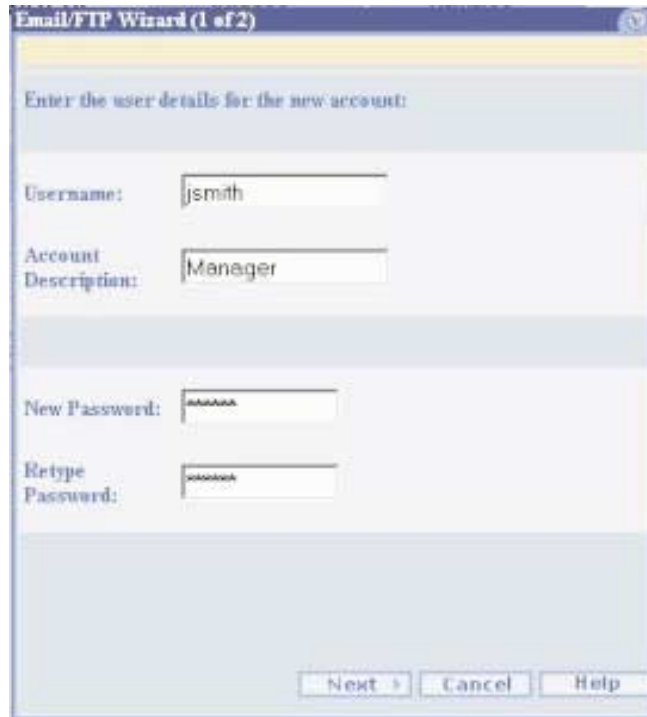 Email/FTP Wizard (1 of 2)
Enter the user details for the new account:
Username:
jsmith
Account
Description:
Manager
New Password:
******
Retype
Password:
******
Next >
Cancel
Help